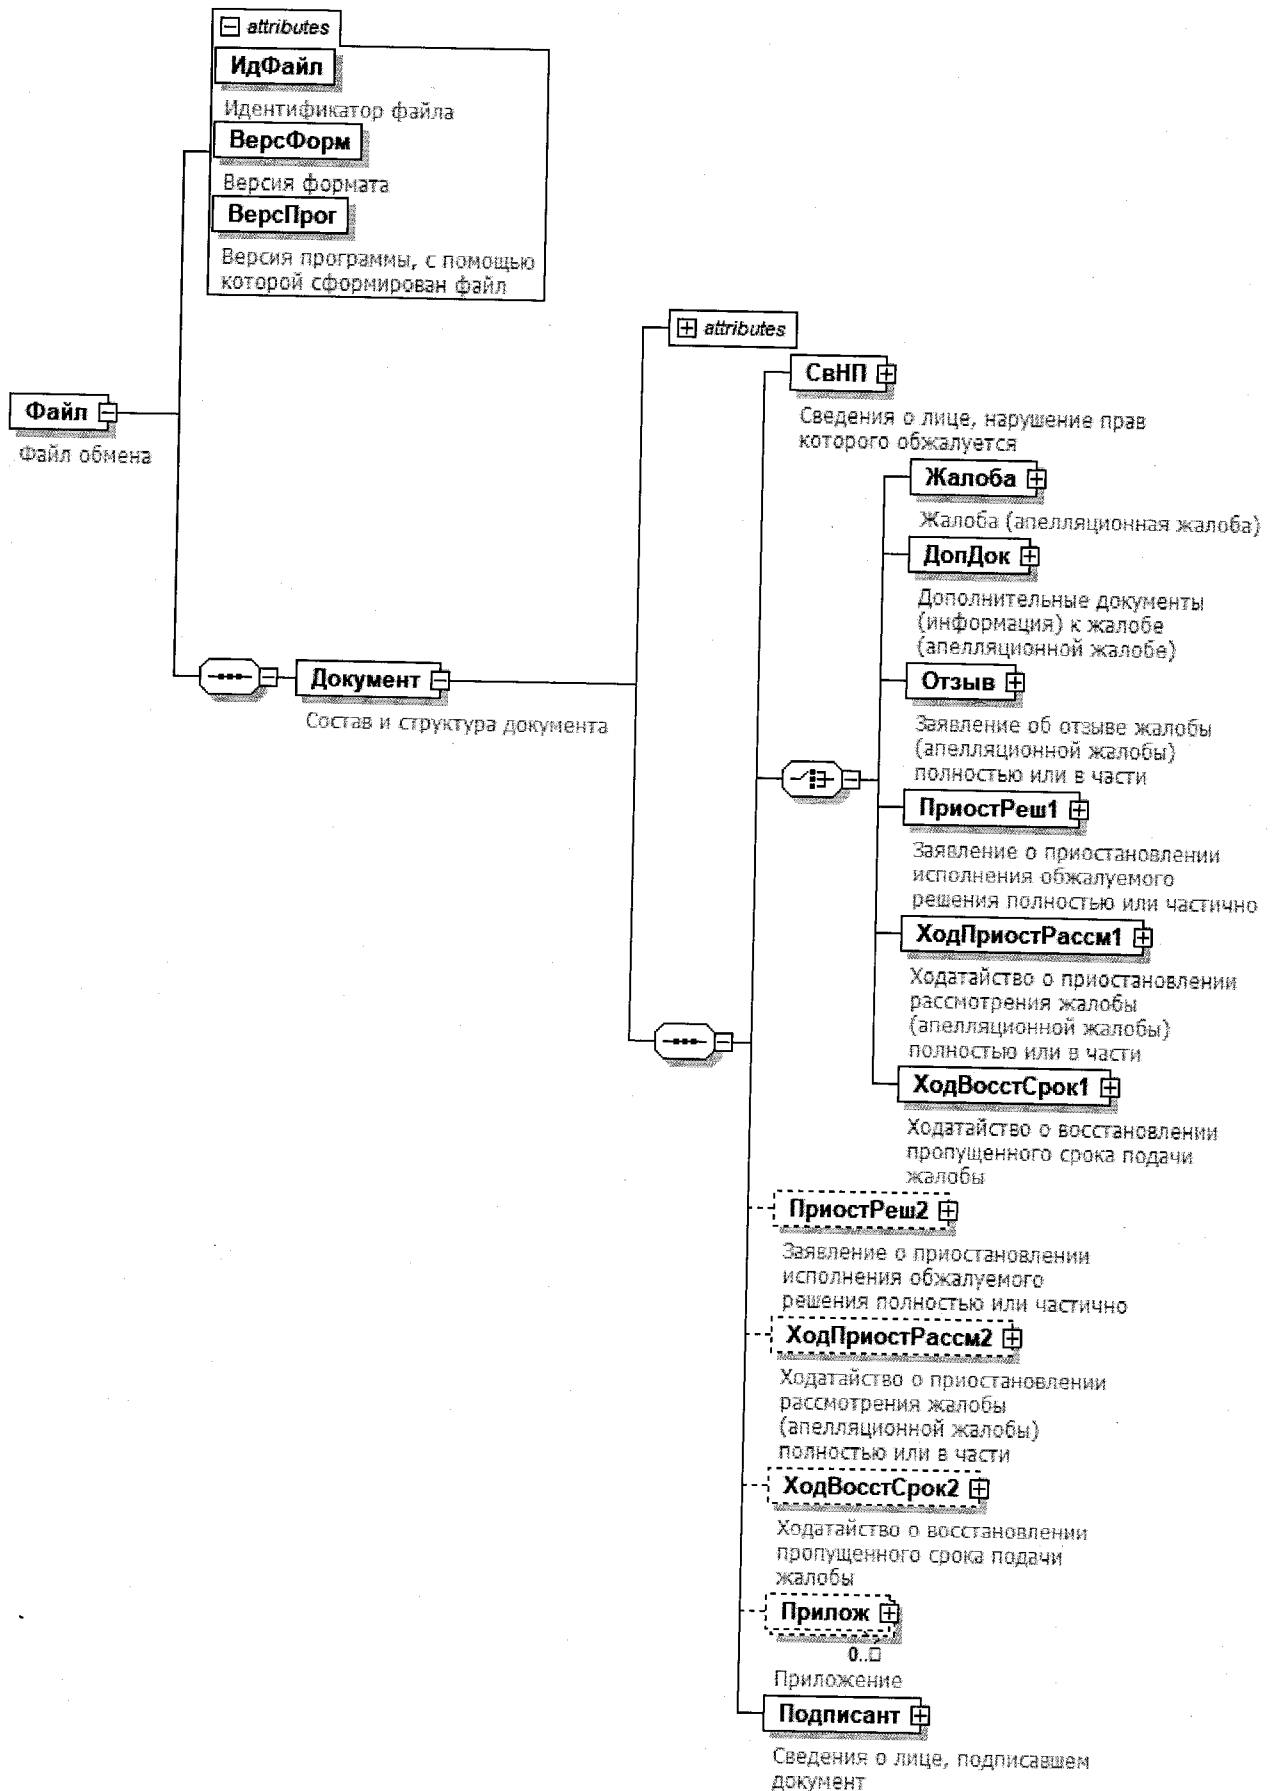 attributes
ИдФайл
Идентификатор файла
ВерсФорм
Версия формата
ВерсПрог
Версия программы, с помощью
которой сформирован файл
Файл
Файл обмена
Документ
Состав и структура документа
attributes
СвНП
Сведения о лице, нарушение прав
которого обжалуется
Жалоба
Жалоба (апелляционная жалоба)
ДопДок
Дополнительные документы
(информация) к жалобе
(апелляционной жалобе)
Отзыв
Заявление об отзыве жалобы
(апелляционной жалобы)
полностью или в части
ПриостРеш1
Заявление о приостановлении
исполнения обжалуемого
решения полностью или частично
ХодПриостРассм1
Ходатайство о приостановлении
рассмотрения жалобы
(апелляционной жалобы)
полностью или в части
ХодВосстСрок1
Ходатайство о восстановлении
пропущенного срока подачи
жалобы
ПриостРеш2
Заявление о приостановлении
исполнения обжалуемого
решения полностью или частично
ХодПриостРассм2
Ходатайство о приостановлении
рассмотрения жалобы
(апелляционной жалобы)
полностью или в части
ХодВосстСрок2
Ходатайство о восстановлении
пропущенного срока подачи
жалобы
Прилож
0..□
Приложение
Подписант
Сведения о лице, подписавшем
документ